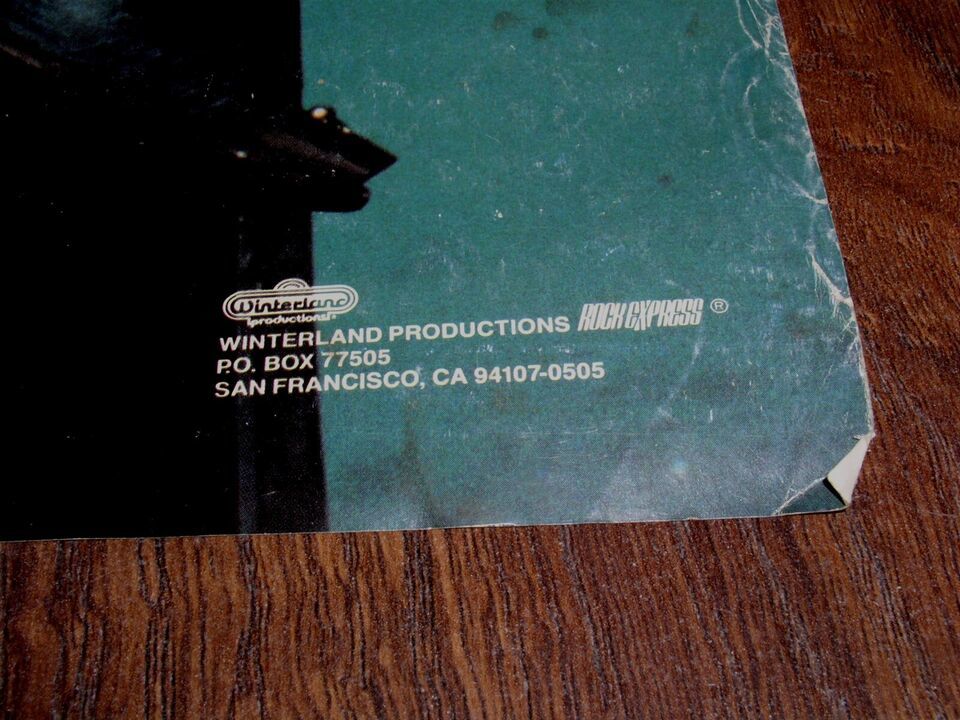 Winterland
productions
WINTERLAND PRODUCTIONS ROCK EXPRESS ®
P.O. BOX 77505
SAN FRANCISCO, CA 94107-0505